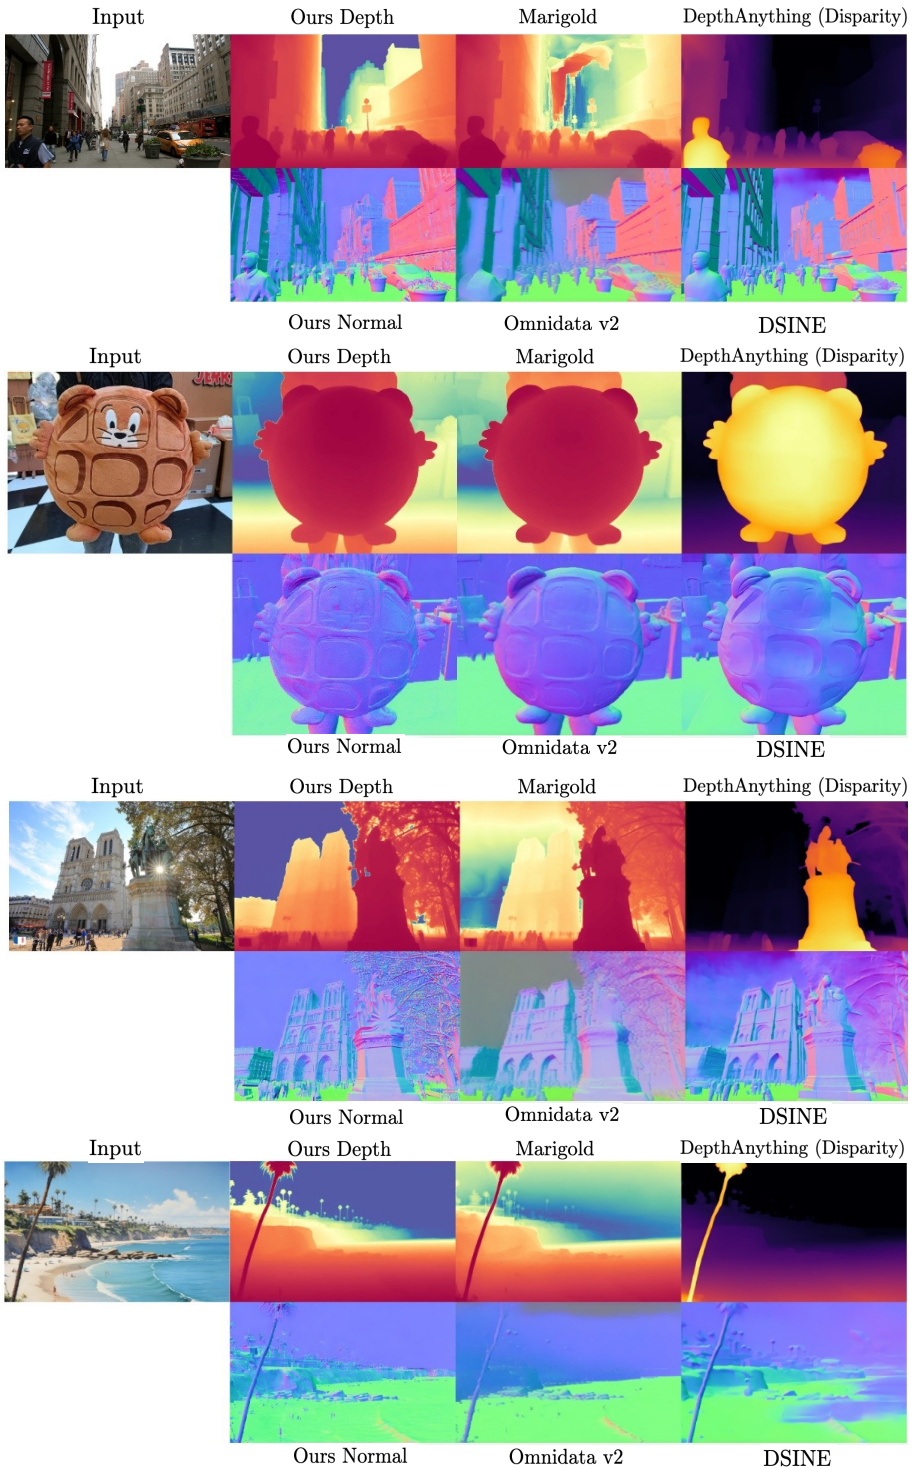 Input Ours Depth Marigold DepthAnything (Disparity)
Ours Normal Omnidata v2 DSINE
Input Ours Depth Marigold DepthAnything (Disparity)
Ours Normal Omnidata v2 DSINE
Input Ours Depth Marigold DepthAnything (Disparity)
Ours Normal Omnidata v2 DSINE
Input Ours Depth Marigold DepthAnything (Disparity)
Ours Normal Omnidata v2 DSINE